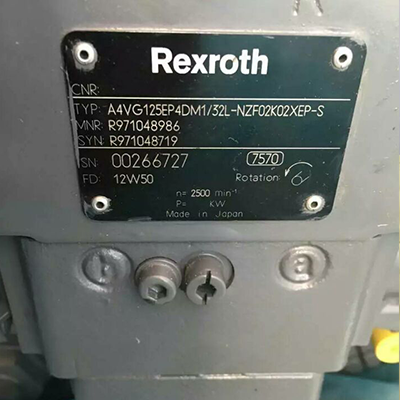 Rexroth
CNR:
TYP: A4VG125EP4DM1/32L-NZF02K02XEP-S
MNR: R971048986
SYN: R971048719
SN: 00266727 7570
FD: 12W50 Rotation:
n= 2500 min⁻¹
P= KW
Made in Japan
b a